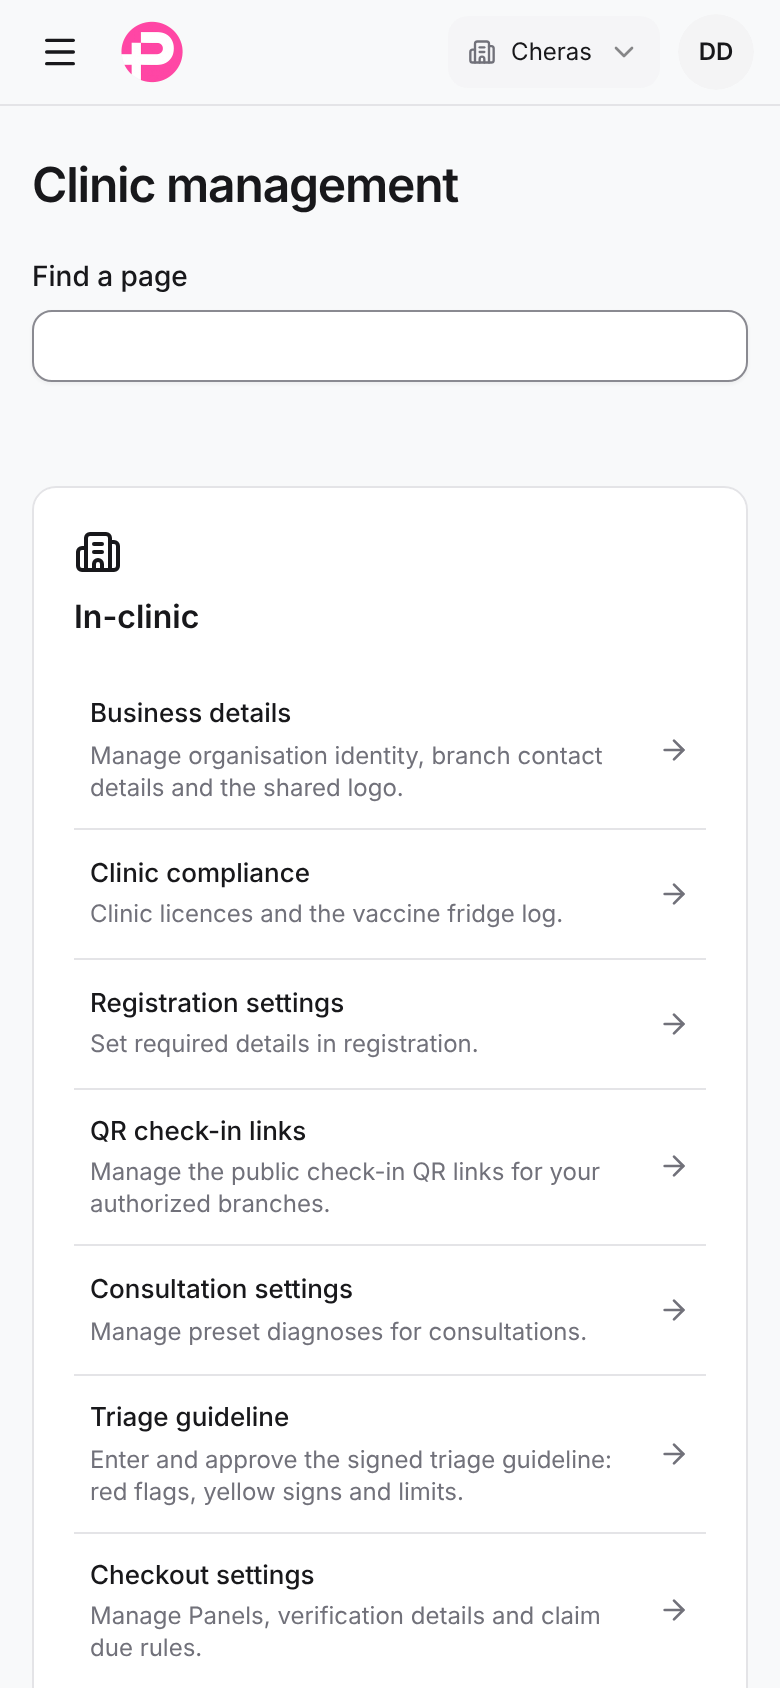 Cheras
DD
Clinic management
Find a page
In-clinic
Business details
Manage organisation identity, branch contact
details and the shared logo.
Clinic compliance
Clinic licences and the vaccine fridge log.
Registration settings
Set required details in registration.
QR check-in links
Manage the public check-in QR links for your
authorized branches.
Consultation settings
Manage preset diagnoses for consultations.
Triage guideline
Enter and approve the signed triage guideline:
red flags, yellow signs and limits.
Checkout settings
Manage Panels, verification details and claim
due rules.